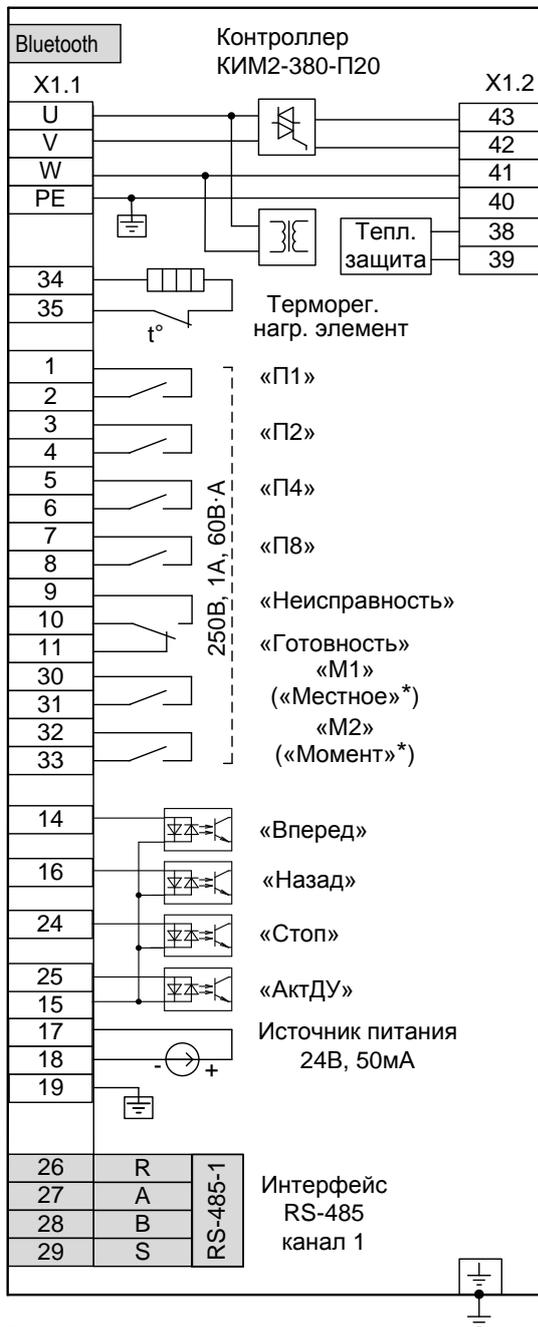 Bluetooth
Контроллер
КИМ2-380-П20
X1.1
X1.2
U
43
V
42
W
41
PE
40
Тепл.
защита
38
39
34
35
t°
Терморег.
нагр. элемент
1
«П1»
2
3
«П2»
4
5
«П4»
6
7
«П8»
8
250В, 1А, 60В·А
9
«Неисправность»
10
11
«Готовность»
30
«М1»
31
(«Местное»*)
32
«М2»
33
(«Момент»*)
14
«Вперед»
16
«Назад»
24
«Стоп»
25
«АктДУ»
15
17
Источник питания
18
- +
24В, 50мА
19
26 R
27 A
28 B
29 S
RS-485-1
Интерфейс
RS-485
канал 1